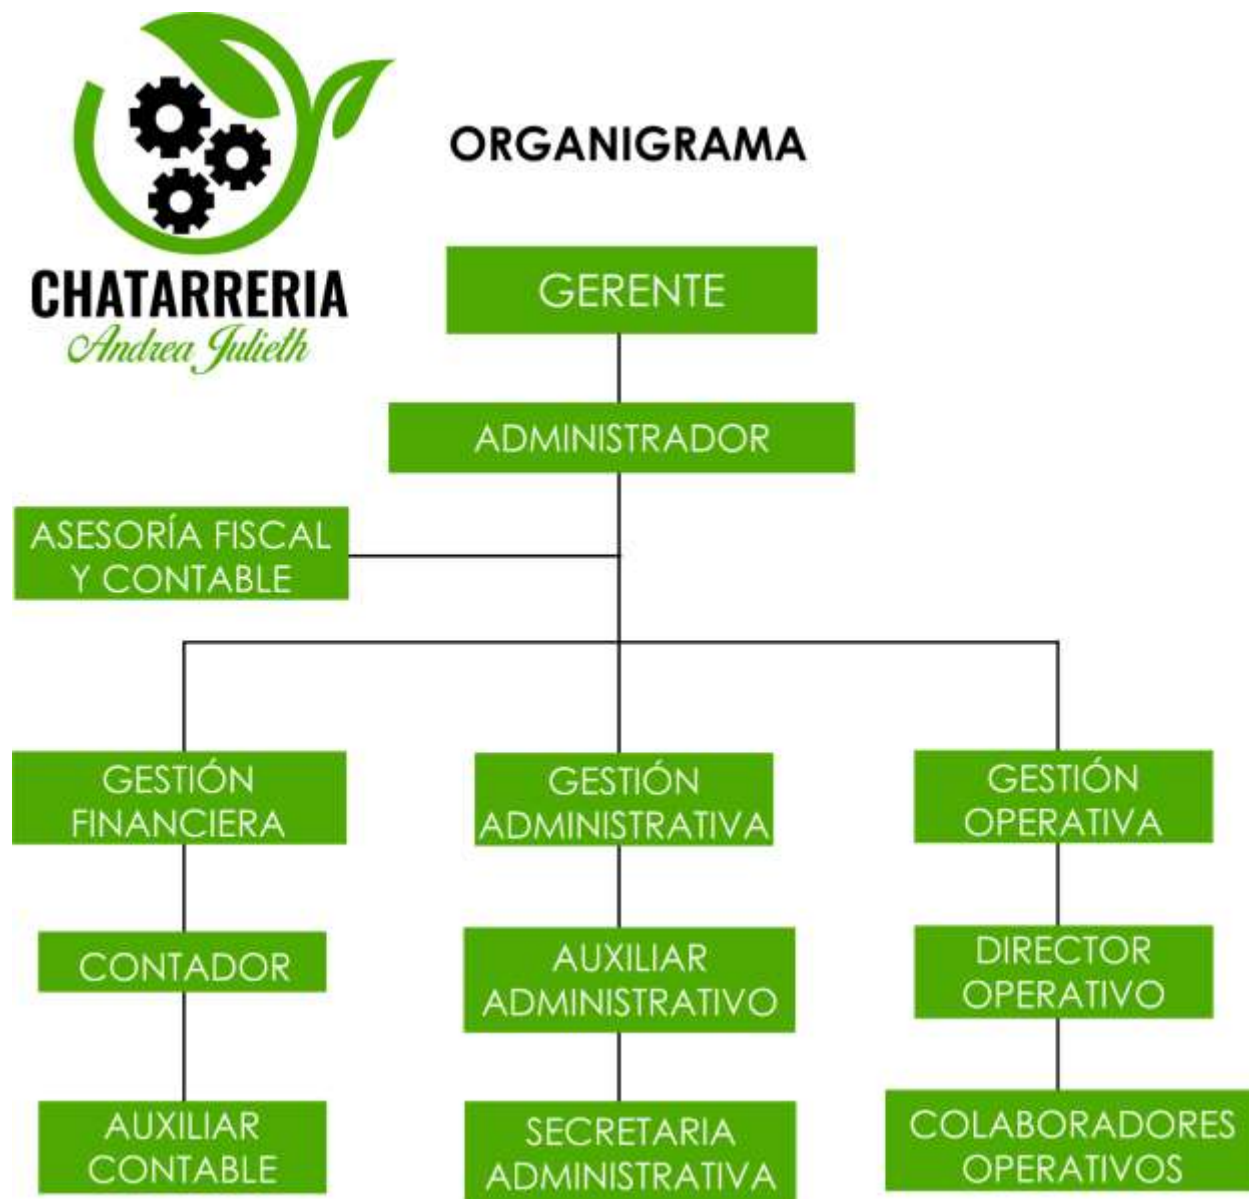 CHATARRERIA
Andrea Julieth
ORGANIGRAMA
GERENTE
ADMINISTRADOR
ASESORÍA FISCAL
Y CONTABLE
GESTIÓN
FINANCIERA
GESTIÓN
ADMINISTRATIVA
GESTIÓN
OPERATIVA
CONTADOR
AUXILIAR
ADMINISTRATIVO
DIRECTOR
OPERATIVO
AUXILIAR
CONTABLE
SECRETARIA
ADMINISTRATIVA
COLABORADORES
OPERATIVOS